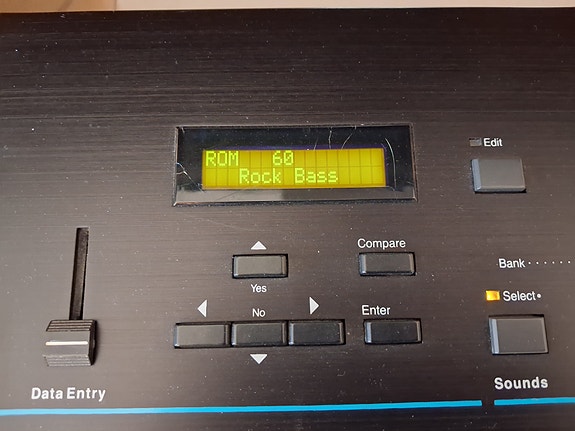 ROM 60
Rock Bass
Edit
Compare
Yes
Bank
No
Enter
Select
Data Entry
Sounds